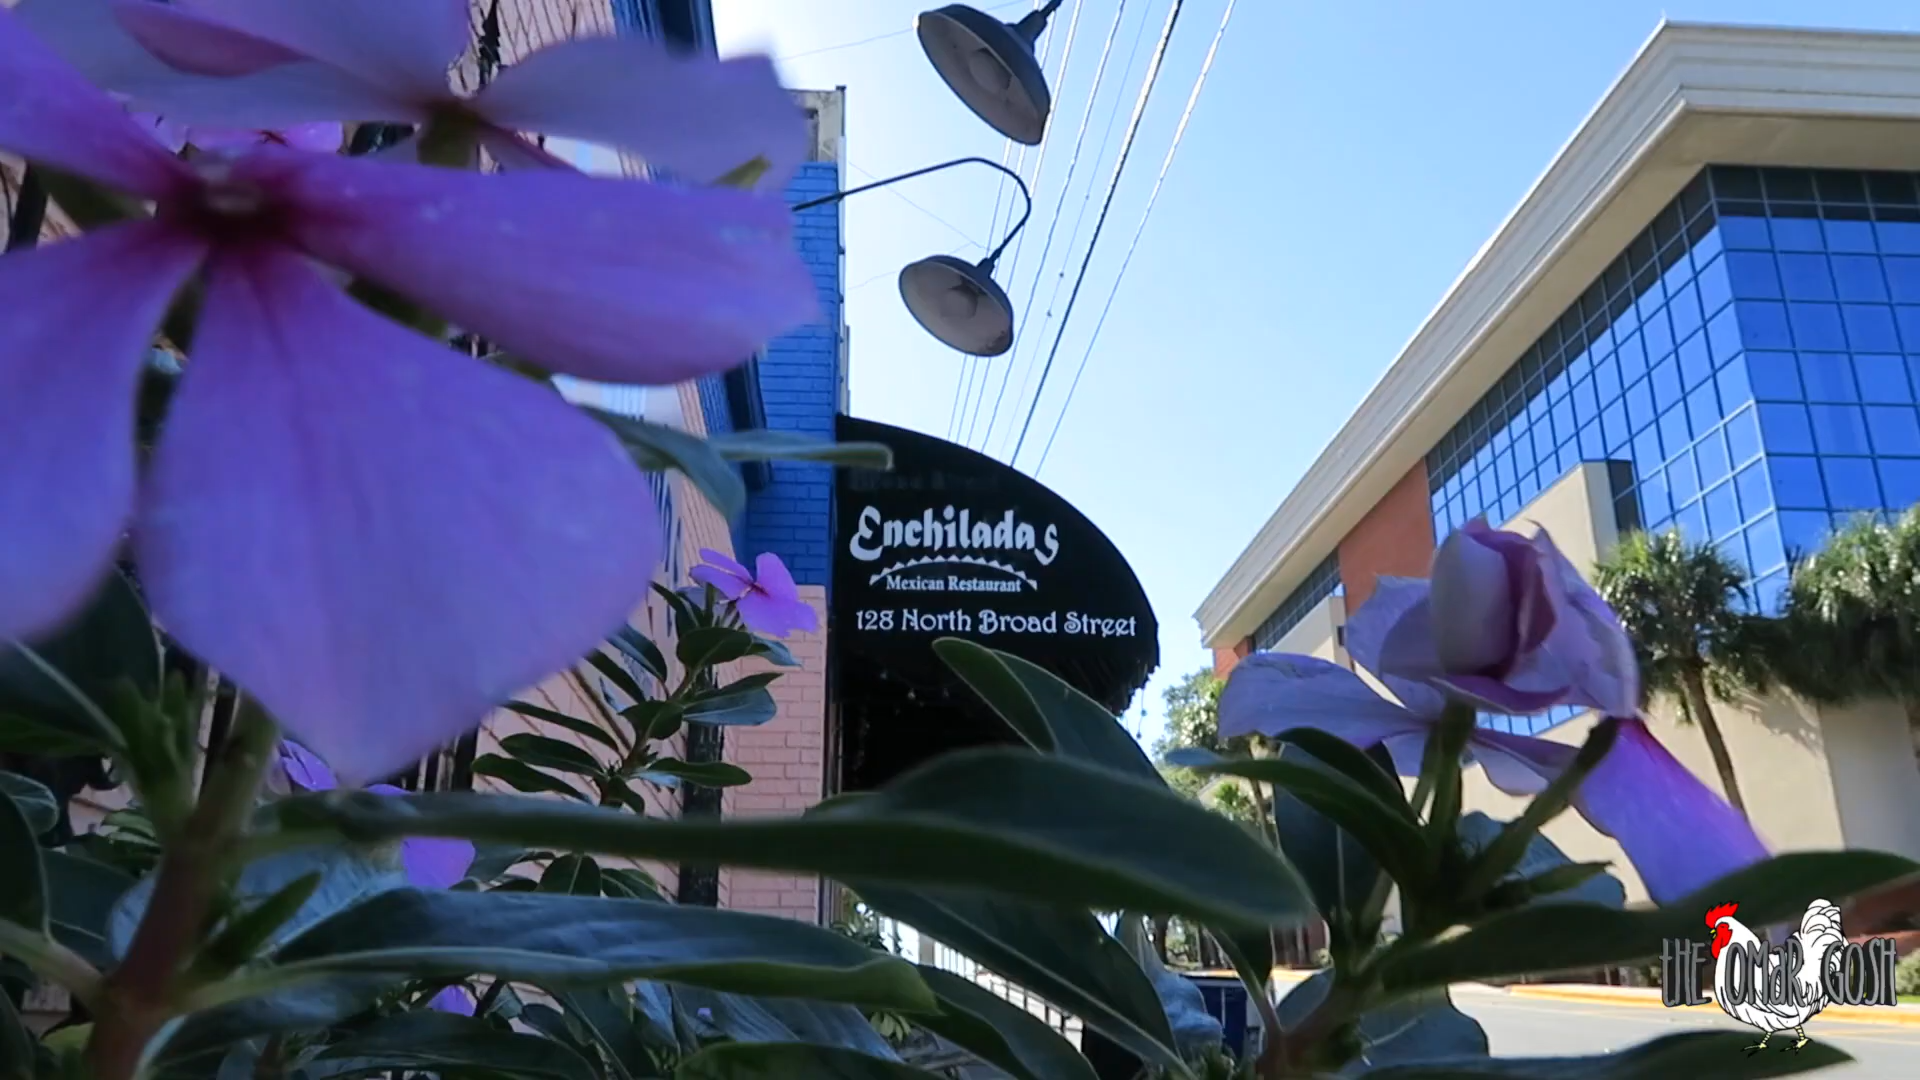 Enchiladas
Mexican Restaurant
128 North Broad Street
THE OMAR GOSH